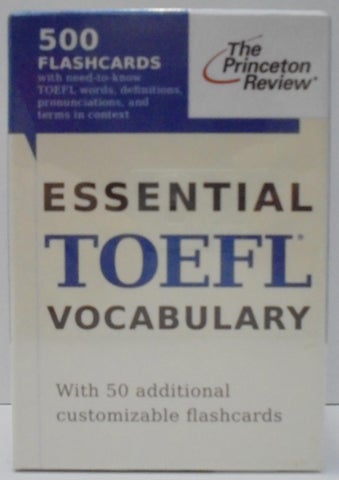 500
FLASHCARDS
with need-to-know
TOEFL words, definitions,
pronunciations, and
terms in context
The
Princeton
Review®
ESSENTIAL
TOEFL®
VOCABULARY
With 50 additional
customizable flashcards